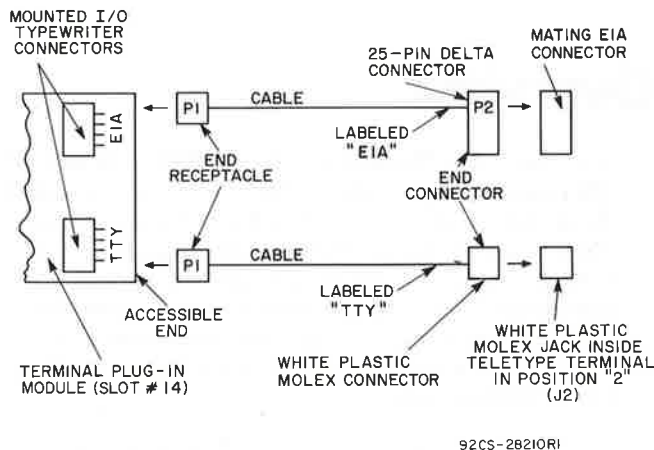 MOUNTED I/O
TYPEWRITER
CONNECTORS
25-PIN DELTA
CONNECTOR
MATING EIA
CONNECTOR
EIA
P1
CABLE
P2
LABELED
"EIA"
END
RECEPTACLE
END
CONNECTOR
TTY
P1
CABLE
LABELED
"TTY"
ACCESSIBLE
END
TERMINAL PLUG-IN
MODULE (SLOT #14)
WHITE PLASTIC
MOLEX CONNECTOR
WHITE PLASTIC
MOLEX JACK INSIDE
TELETYPE TERMINAL
IN POSITION "2"
(J2)
92CS-28210R1